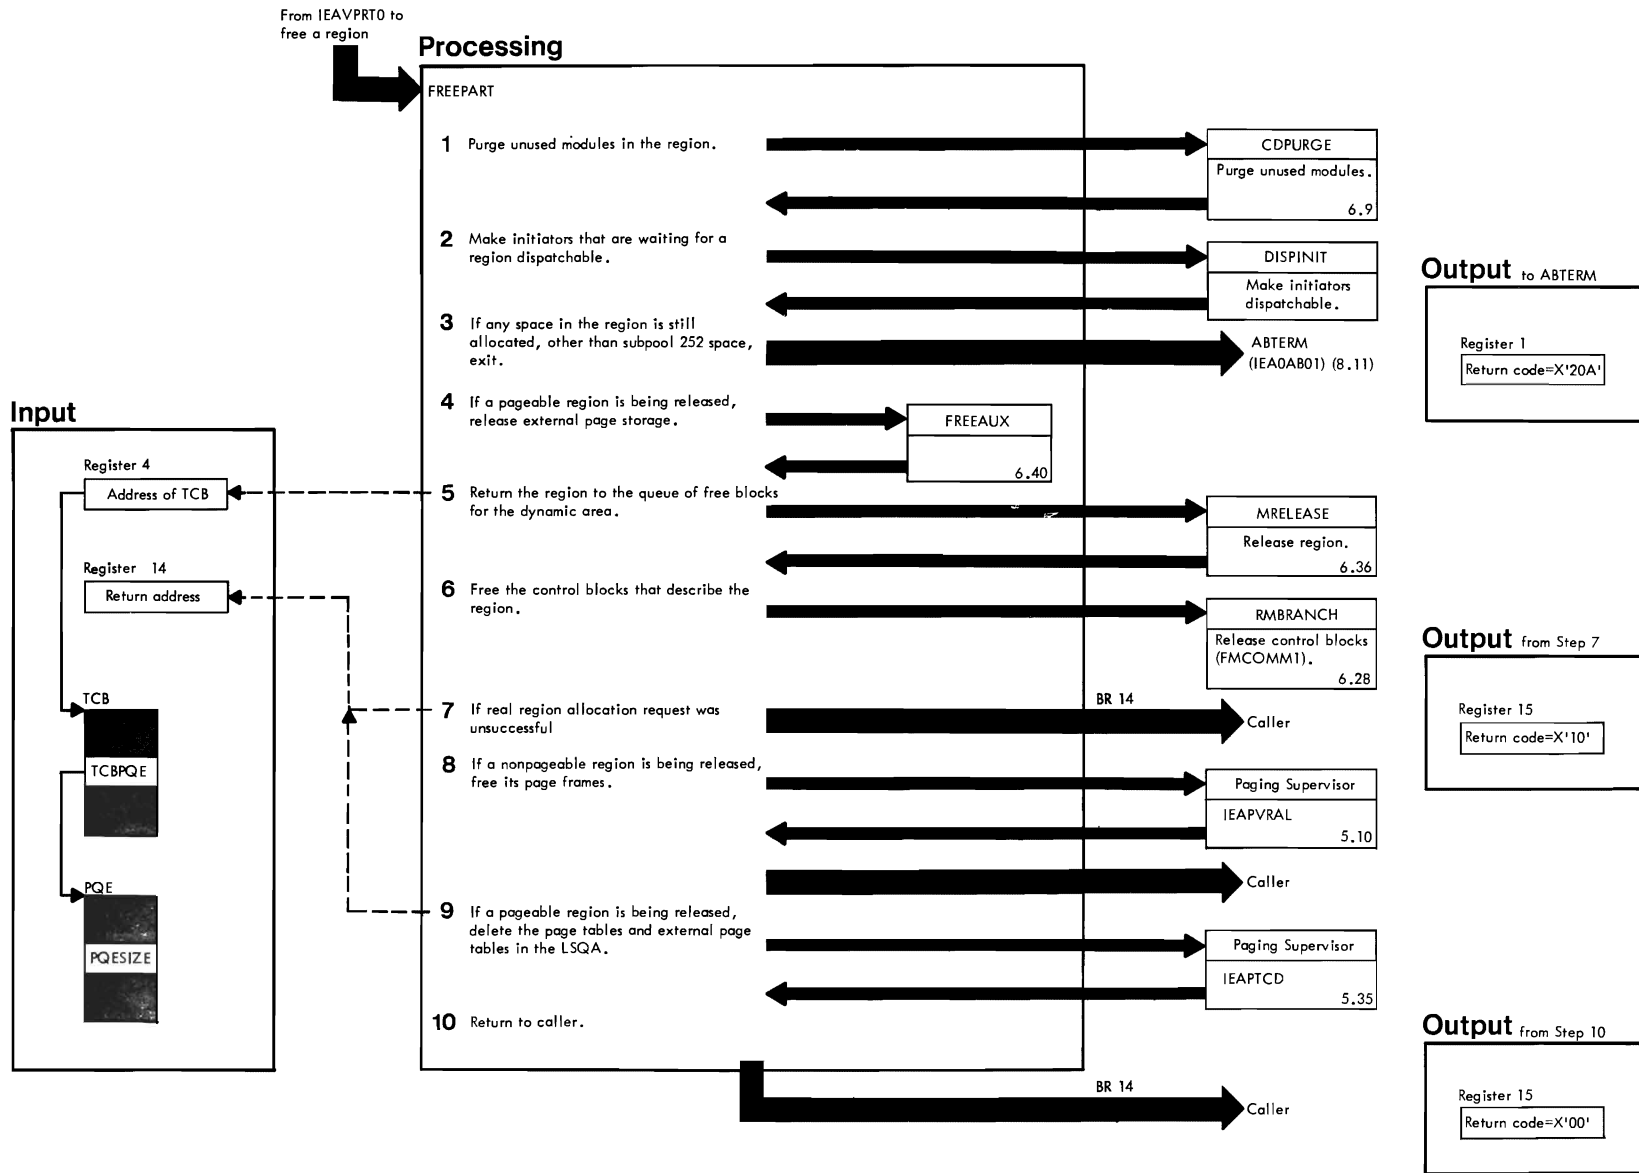 From IEAVPRT0 to
free a region
Processing
FREEPART
1 Purge unused modules in the region.
CDPURGE
Purge unused modules.
6.9
2 Make initiators that are waiting for a
region dispatchable.
DISPINIT
Make initiators
dispatchable.
3 If any space in the region is still
allocated, other than subpool 252 space,
exit.
ABTERM
(IEA0AB01) (8.11)
Output to ABTERM
Register 1
Return code=X'20A'
4 If a pageable region is being released,
release external page storage.
FREEAUX
6.40
Input
Register 4
Address of TCB
Register 14
Return address
TCB
TCBPQE
PQE
PQESIZE
5 Return the region to the queue of free blocks
for the dynamic area.
MRELEASE
Release region.
6.36
6 Free the control blocks that describe the
region.
RMBRANCH
Release control blocks
(FMCOMM1).
6.28
7 If real region allocation request was
unsuccessful
BR 14
Caller
Output from Step 7
Register 15
Return code=X'10'
8 If a nonpageable region is being released,
free its page frames.
Paging Supervisor
IEAPVRAL
5.10
Caller
9 If a pageable region is being released,
delete the page tables and external page
tables in the LSQA.
Paging Supervisor
IEAPTCD
5.35
10 Return to caller.
BR 14
Caller
Output from Step 10
Register 15
Return code=X'00'